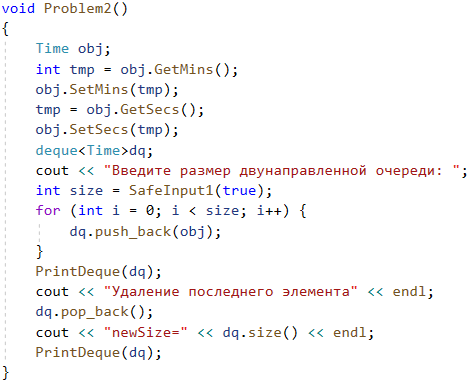 void Problem2()
{
    Time obj;
    int tmp = obj.GetMins();
    obj.SetMins(tmp);
    tmp = obj.GetSecs();
    obj.SetSecs(tmp);
    deque<Time>dq;
    cout << "Введите размер двунаправленной очереди: ";
    int size = SafeInput1(true);
    for (int i = 0; i < size; i++) {
        dq.push_back(obj);
    }
    PrintDeque(dq);
    cout << "Удаление последнего элемента" << endl;
    dq.pop_back();
    cout << "newSize=" << dq.size() << endl;
    PrintDeque(dq);
}